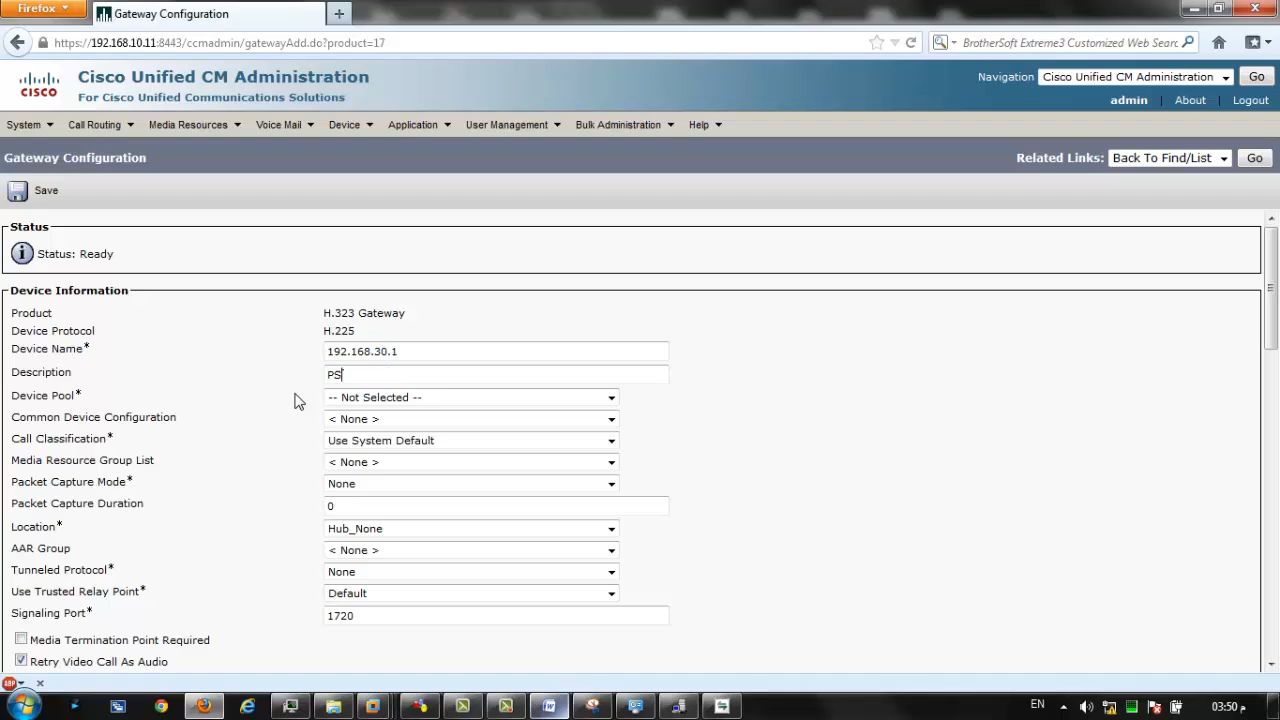 Firefox
Gateway Configuration
https://192.168.10.11:8443/ccmadmin/gatewayAdd.do?product=17
BrotherSoft Extreme3 Customized Web Searc
CISCO
Cisco Unified CM Administration
For Cisco Unified Communications Solutions
Navigation Cisco Unified CM Administration Go
admin | About | Logout
System Call Routing Media Resources Voice Mail Device Application User Management Bulk Administration Help
Gateway Configuration
Related Links: Back To Find/List Go
Save
Status
Status: Ready
Device Information
Product H.323 Gateway
Device Protocol H.225
Device Name* 192.168.30.1
Description PS
Device Pool* -- Not Selected --
Common Device Configuration < None >
Call Classification* Use System Default
Media Resource Group List < None >
Packet Capture Mode* None
Packet Capture Duration 0
Location* Hub_None
AAR Group < None >
Tunneled Protocol* None
Use Trusted Relay Point* Default
Signaling Port* 1720
Media Termination Point Required
Retry Video Call As Audio
ABP
EN
03:50 م